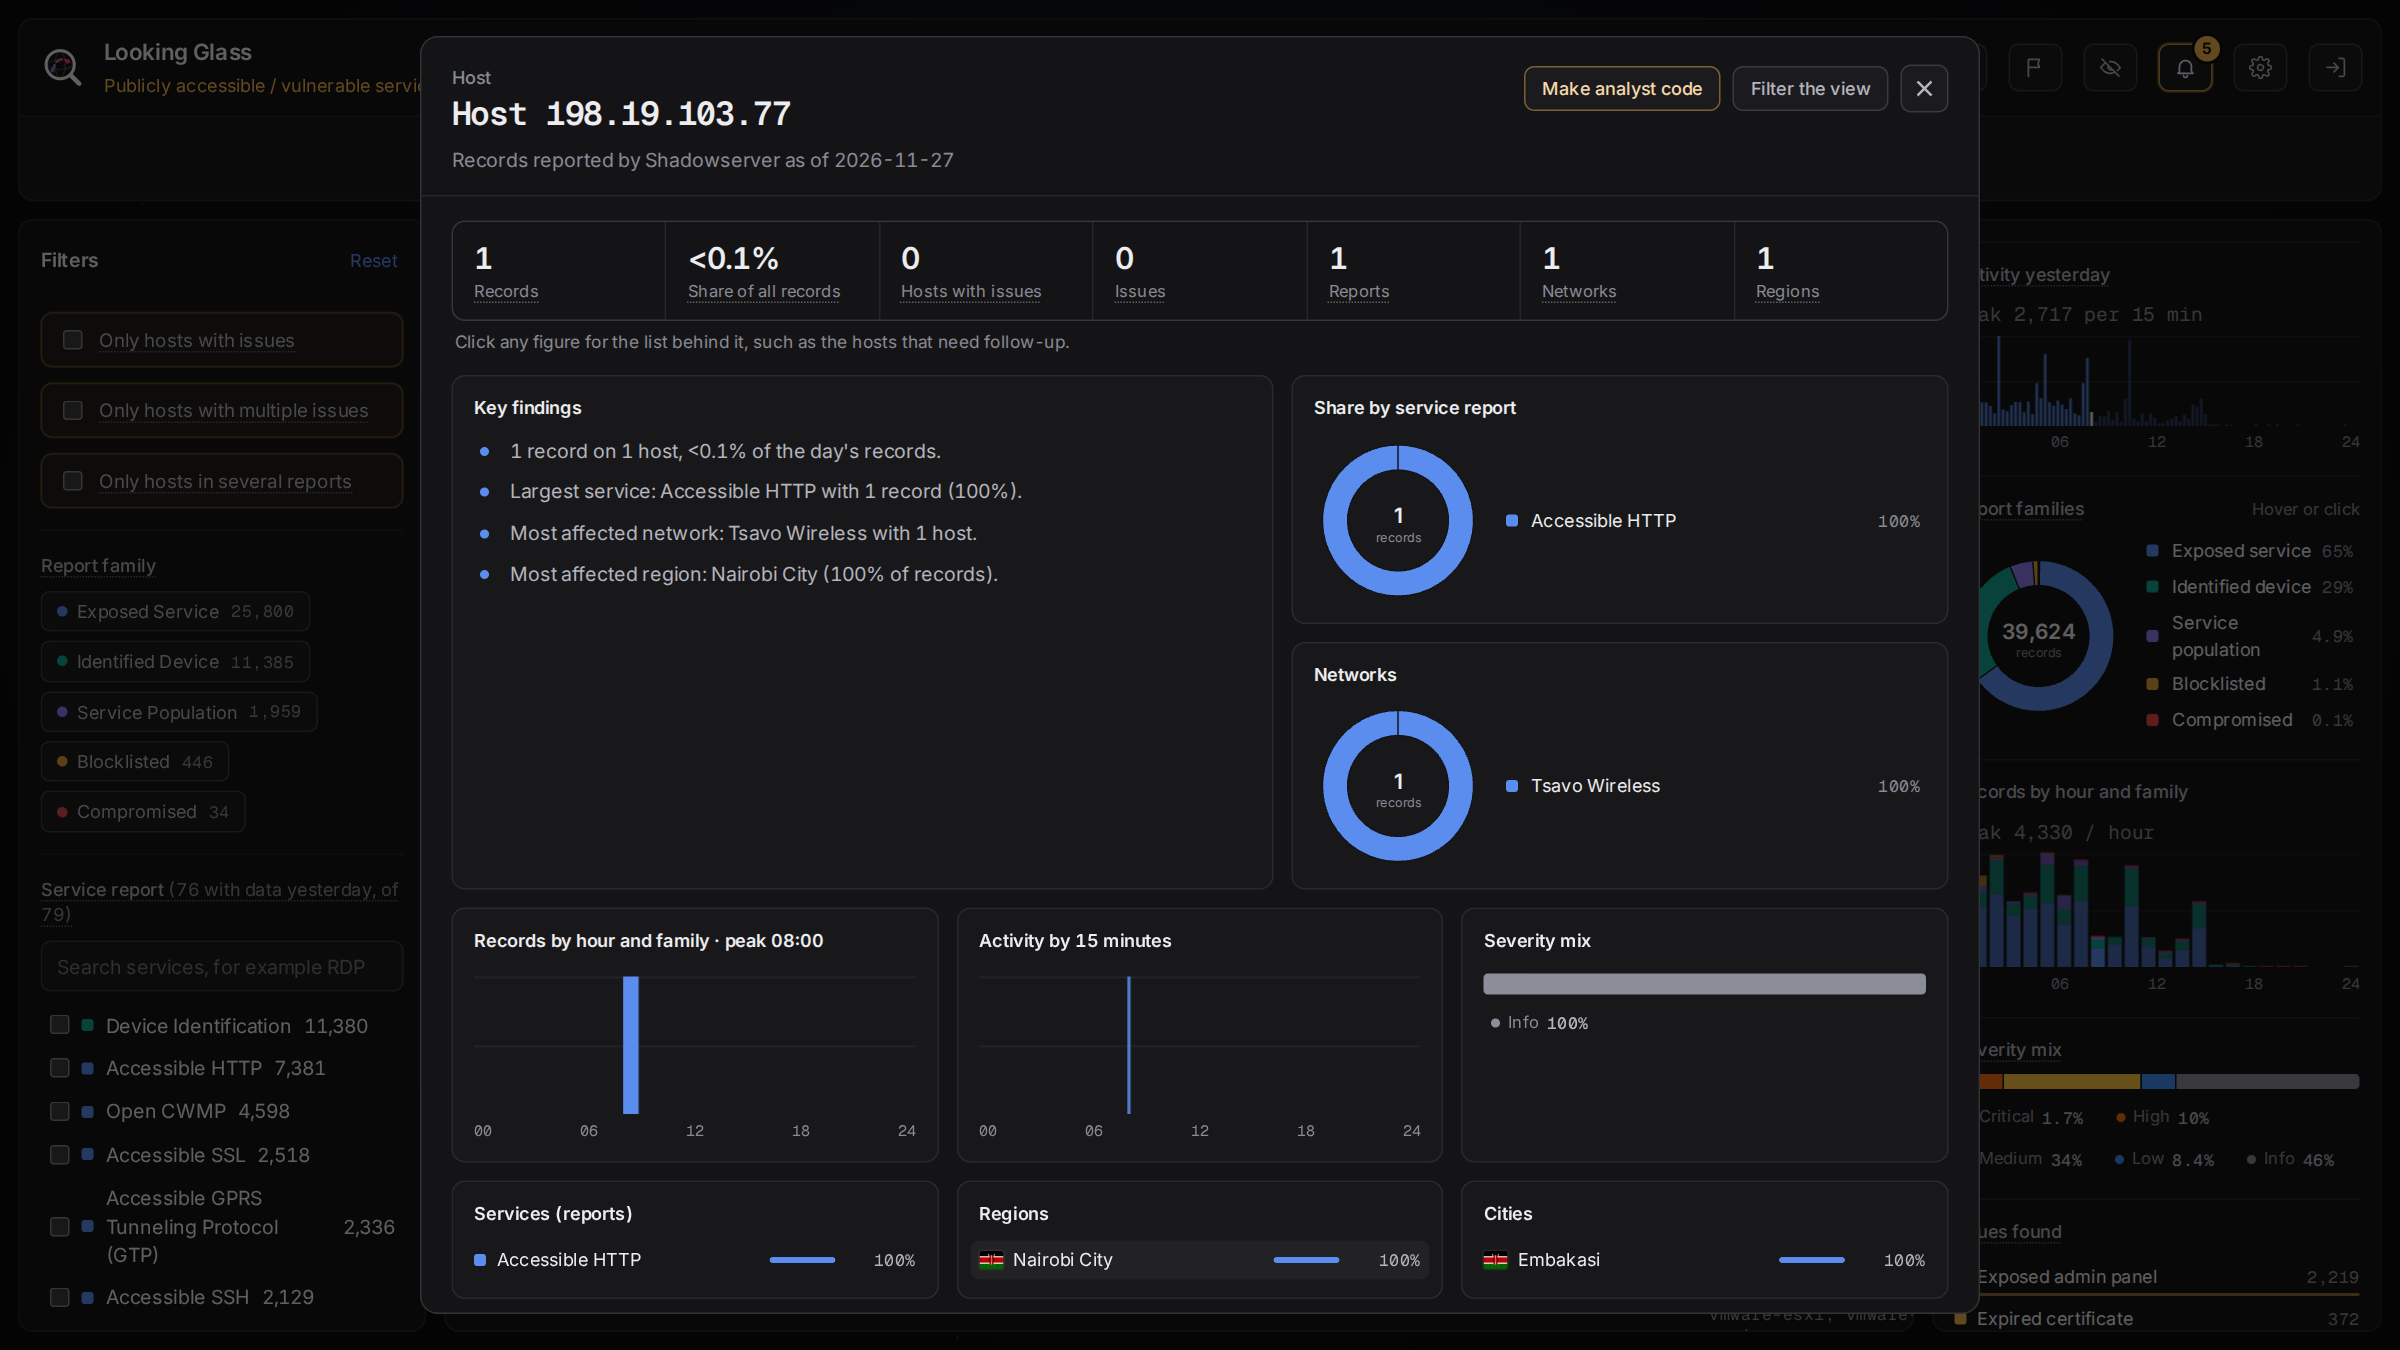 Looking Glass
Publicly accessible / vulnerable servi
5
Host
Host 198.19.103.77
Records reported by Shadowserver as of 2026-11-27
Make analyst code
Filter the view
1
Records
<0.1%
Share of all records
0
Hosts with issues
0
Issues
1
Reports
1
Networks
1
Regions
Click any figure for the list behind it, such as the hosts that need follow-up.
Key findings
1 record on 1 host, <0.1% of the day's records.
Largest service: Accessible HTTP with 1 record (100%).
Most affected network: Tsavo Wireless with 1 host.
Most affected region: Nairobi City (100% of records).
Share by service report
1
records
Accessible HTTP 100%
Networks
1
records
Tsavo Wireless 100%
Records by hour and family · peak 08:00
00 06 12 18 24
Activity by 15 minutes
00 06 12 18 24
Severity mix
Info 100%
Services (reports)
Accessible HTTP 100%
Regions
Nairobi City 100%
Cities
Embakasi 100%
Filters
Reset
Only hosts with issues
Only hosts with multiple issues
Only hosts in several reports
Report family
Exposed Service 25,800
Identified Device 11,385
Service Population 1,959
Blocklisted 446
Compromised 34
Service report (76 with data yesterday, of
79)
Search services, for example RDP
Device Identification 11,380
Accessible HTTP 7,381
Open CWMP 4,598
Accessible SSL 2,518
Accessible GPRS
Tunneling Protocol 2,336
(GTP)
Accessible SSH 2,129
tivity yesterday
ak 2,717 per 15 min
06 12 18 24
port families
Hover or click
39,624
records
Exposed service 65%
Identified device 29%
Service
population 4.9%
Blocklisted 1.1%
Compromised 0.1%
cords by hour and family
ak 4,330 / hour
06 12 18 24
verity mix
Critical 1.7%
High 10%
Medium 34%
Low 8.4%
Info 46%
ues found
Exposed admin panel 2,219
Expired certificate 372
vmware-esxi, vmware-